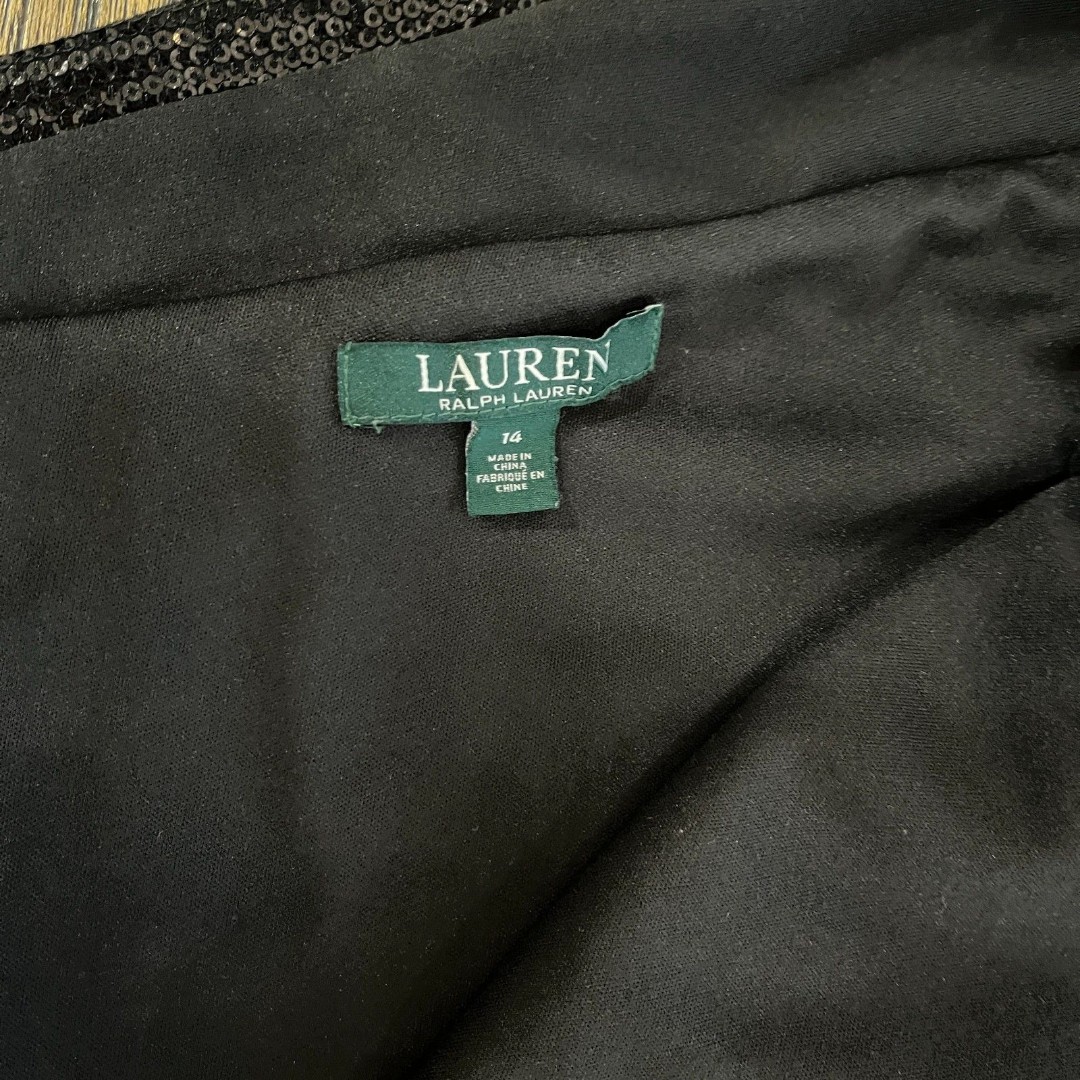 LAUREN
RALPH LAUREN
14
MADE IN
CHINA
FABRIQUÉ EN
CHINE